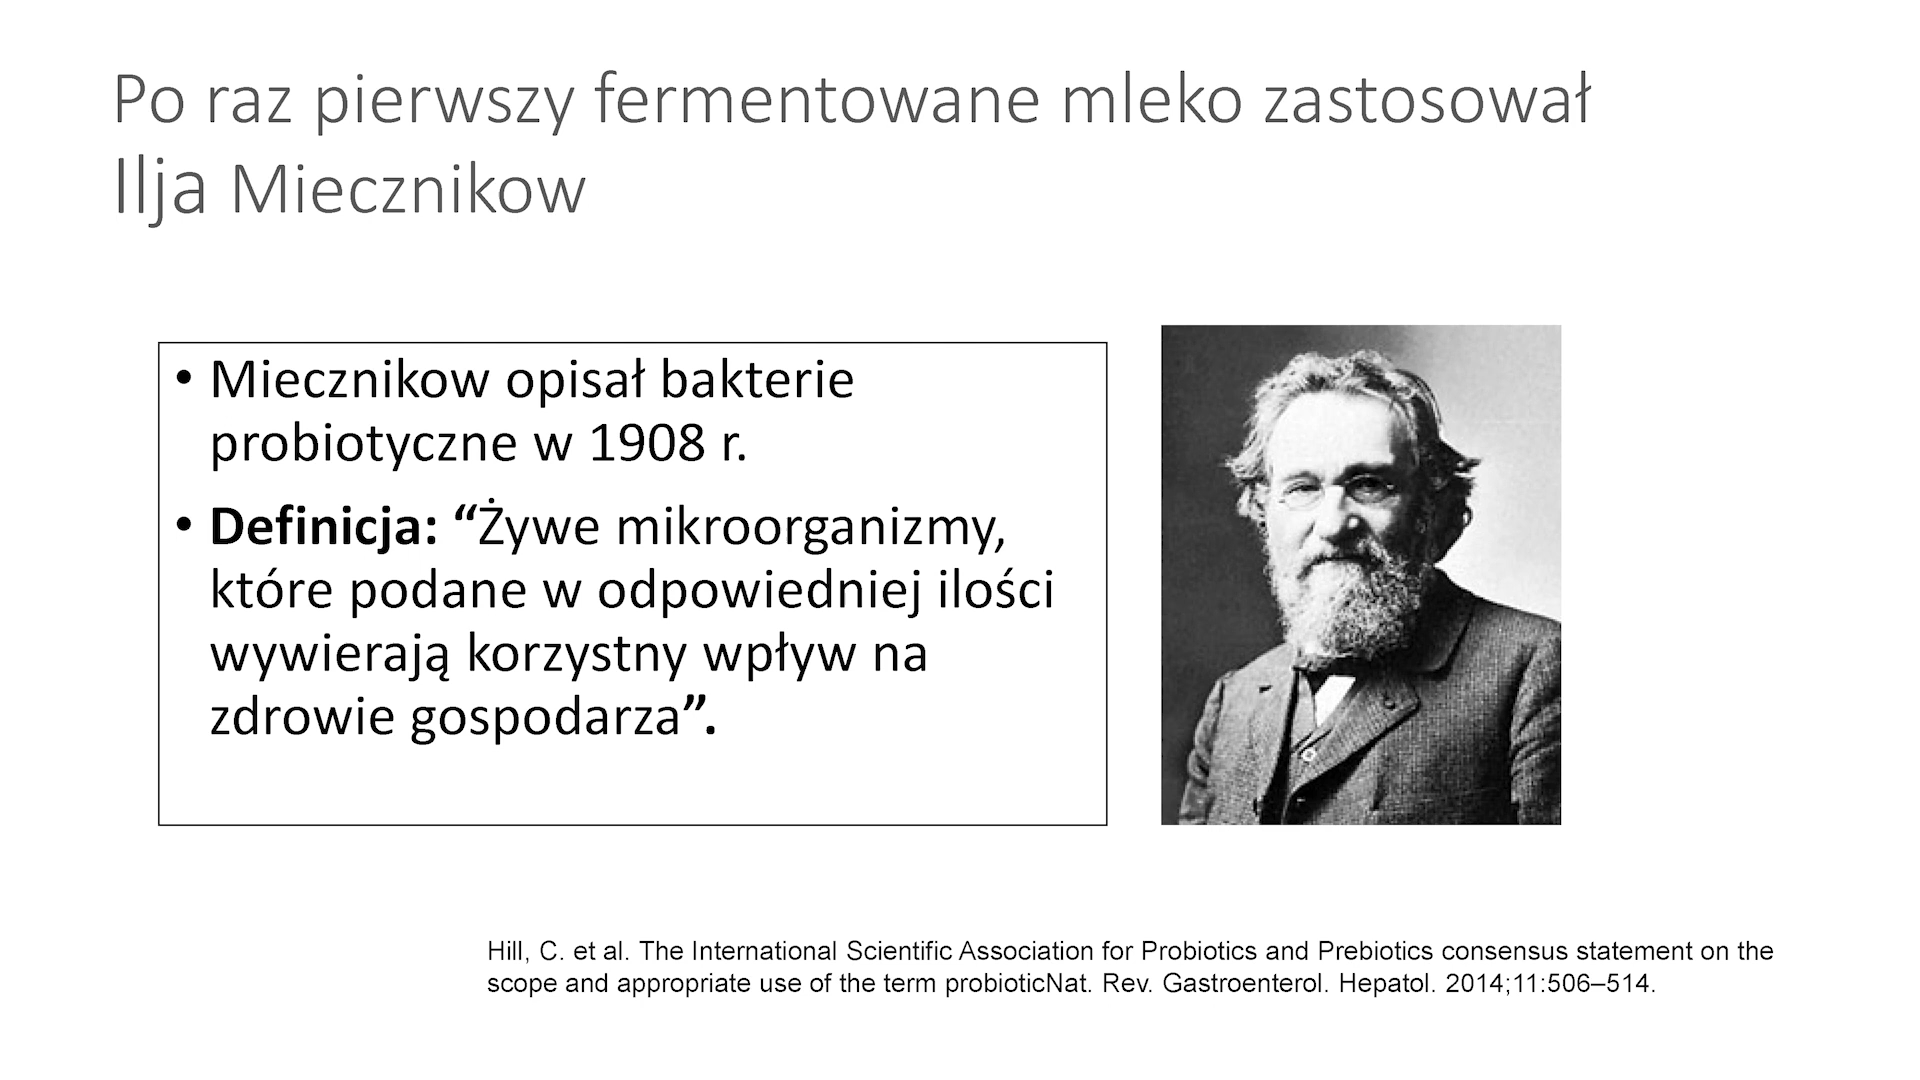 Po raz pierwszy fermentowane mleko zastosował
Ilja Miecznikow
• Miecznikow opisał bakterie
probiotyczne w 1908 r.
• Definicja: “Żywe mikroorganizmy,
które podane w odpowiedniej ilości
wywierają korzystny wpływ na
zdrowie gospodarza”.
Hill, C. et al. The International Scientific Association for Probiotics and Prebiotics consensus statement on the
scope and appropriate use of the term probioticNat. Rev. Gastroenterol. Hepatol. 2014;11:506–514.